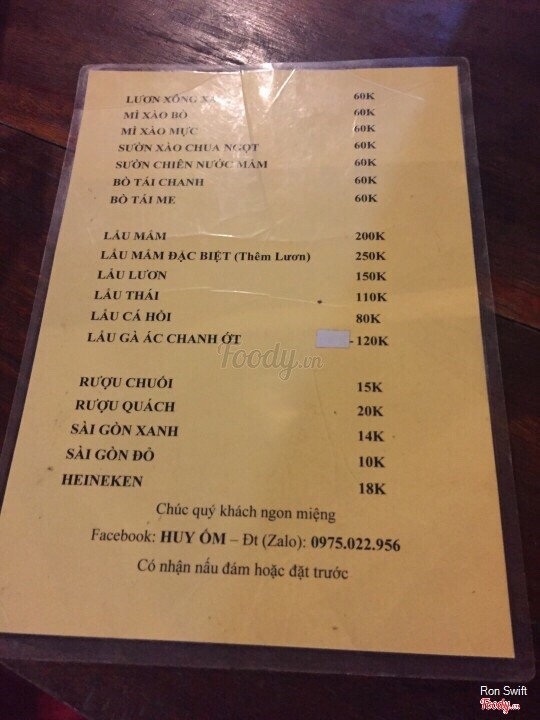 LƯƠN XÔNG 60K
MÌ XÀO BÒ 60K
MÌ XÀO MỰC 60K
SƯỜN XÀO CHUA NGỌT 60K
SƯỜN CHIÊN NƯỚC MẮM 60K
BÒ TÁI CHANH 60K
BÒ TÁI ME 60K
LẨU MẮM 200K
LẨU MẮM ĐẶC BIỆT (Thêm Lươn) 250K
LẨU LƯƠN 150K
LẨU THÁI 110K
LẨU CÁ HỒI 80K
LẨU GÀ ÁC CHANH ỚT -120K
Foody.vn
RƯỢU CHUỐI 15K
RƯỢU QUÁCH 20K
SÀI GÒN XANH 14K
SÀI GÒN ĐỎ 10K
HEINEKEN 18K
Chúc quý khách ngon miệng
Facebook: HUY ỐM – Đt (Zalo): 0975.022.956
Có nhận nấu đám hoặc đặt trước
Ron Swift
Foody.vn